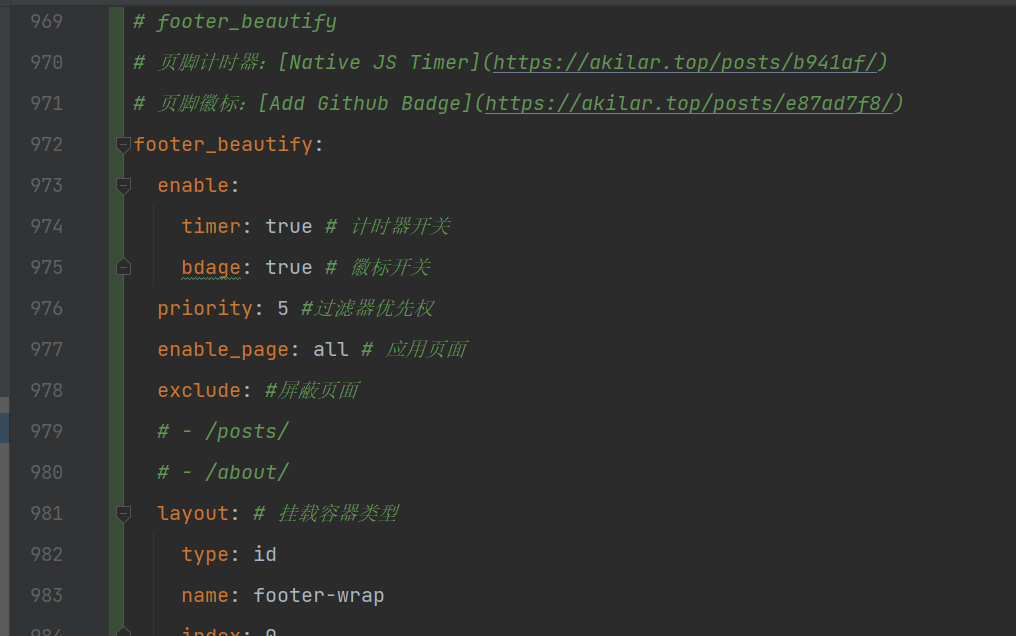 969 # footer_beautify
970 # 页脚计时器：[Native JS Timer](https://akilar.top/posts/b941af/)
971 # 页脚徽标：[Add Github Badge](https://akilar.top/posts/e87ad7f8/)
972 footer_beautify:
973 enable:
974 timer: true # 计时器开关
975 bdage: true # 徽标开关
976 priority: 5 #过滤器优先权
977 enable_page: all # 应用页面
978 exclude: #屏蔽页面
979 # - /posts/
980 # - /about/
981 layout: # 挂载容器类型
982 type: id
983 name: footer-wrap
984 index: 0